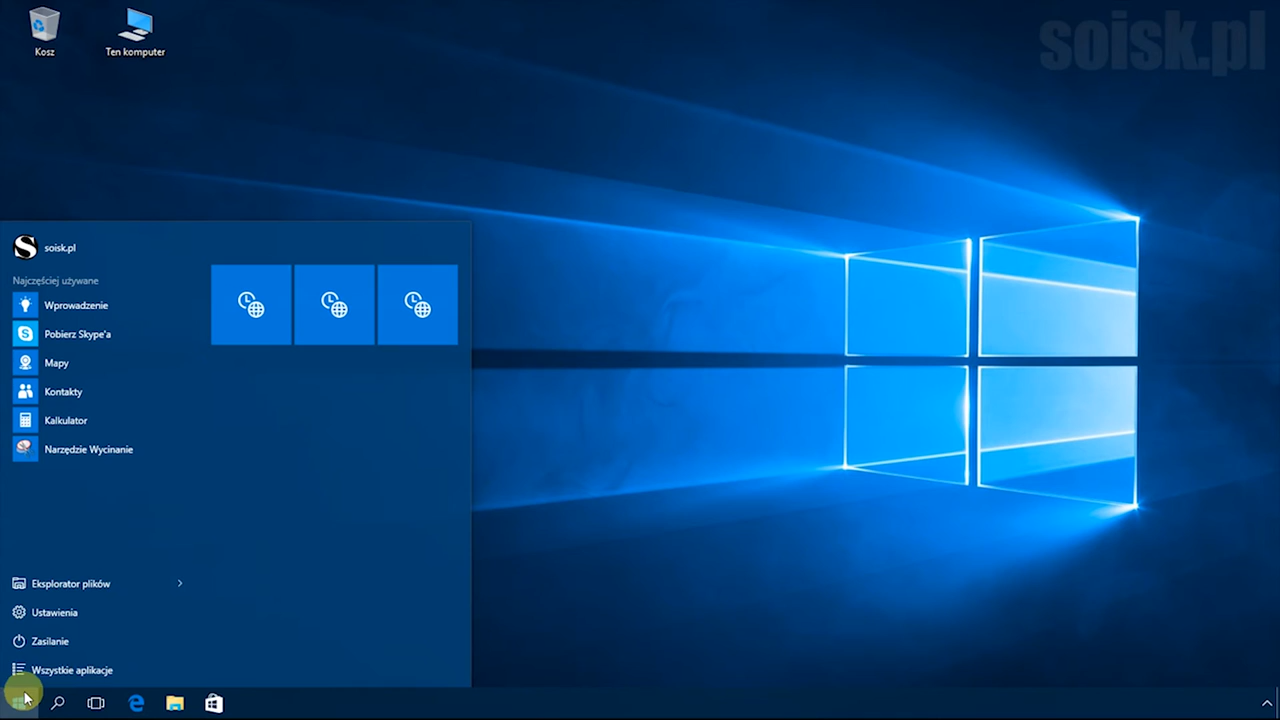 soisk.pl
Kosz
Ten komputer
soisk.pl
Najczęściej używane
Wprowadzenie
Pobierz Skype'a
Mapy
Kontakty
Kalkulator
Narzędzie Wycinanie
Eksplorator plików
Ustawienia
Zasilanie
Wszystkie aplikacje